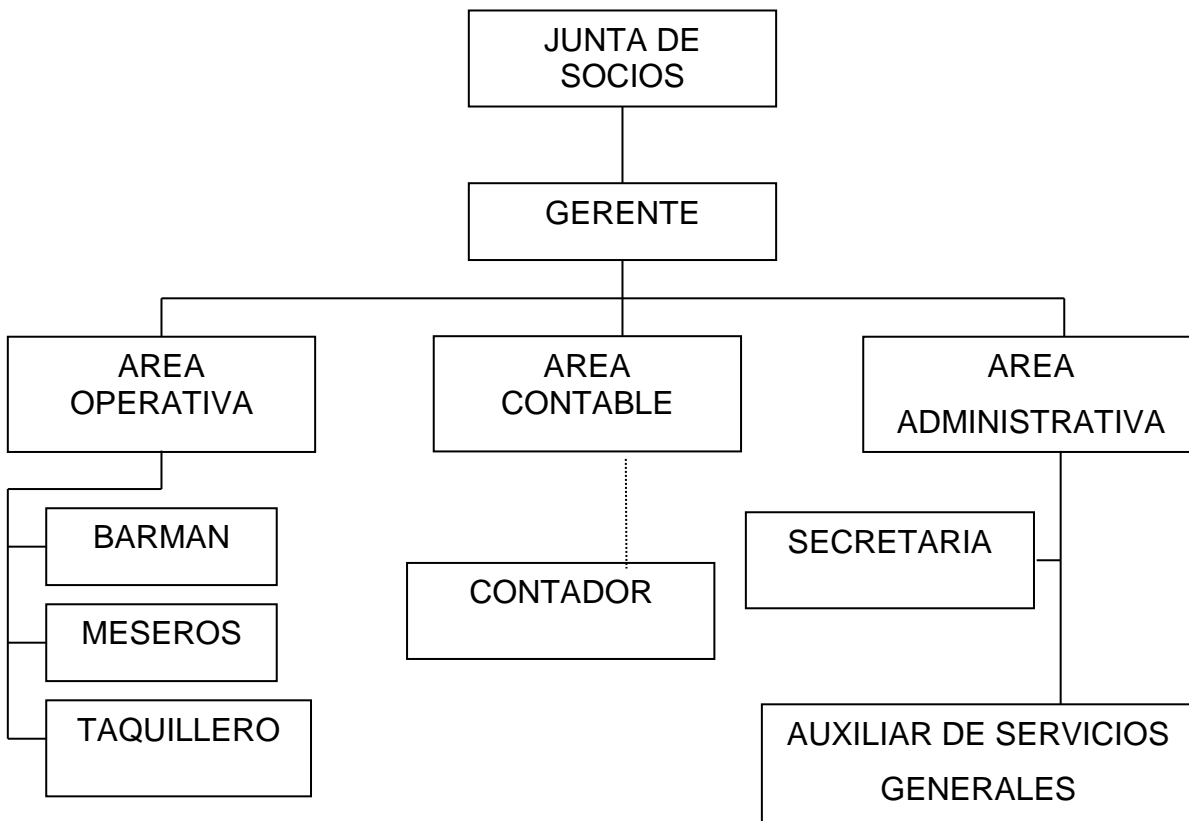 JUNTA DE
SOCIOS
GERENTE
AREA
OPERATIVA
AREA
CONTABLE
AREA
ADMINISTRATIVA
BARMAN
MESEROS
TAQUILLERO
CONTADOR
SECRETARIA
AUXILIAR DE SERVICIOS
GENERALES